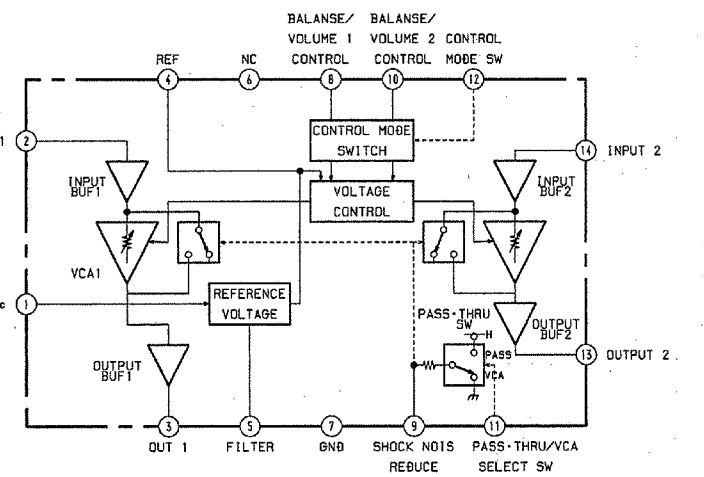 BALANSE/ BALANSE/
VOLUME 1 VOLUME 2 CONTROL
REF NC CONTROL CONTROL MODE SW
4 6 8 10 12
CONTROL MODE
SWITCH
1 2
14 INPUT 2
INPUT
BUF1
INPUT
BUF2
VOLTAGE
CONTROL
VCA1
c 1
REFERENCE
VOLTAGE
PASS·THRU
SW
H
PASS
VCA
OUTPUT
BUF2
13 OUTPUT 2
OUTPUT
BUF1
3 5 7 9 11
OUT 1 FILTER GND SHOCK NOIS PASS·THRU/VCA
REDUCE SELECT SW